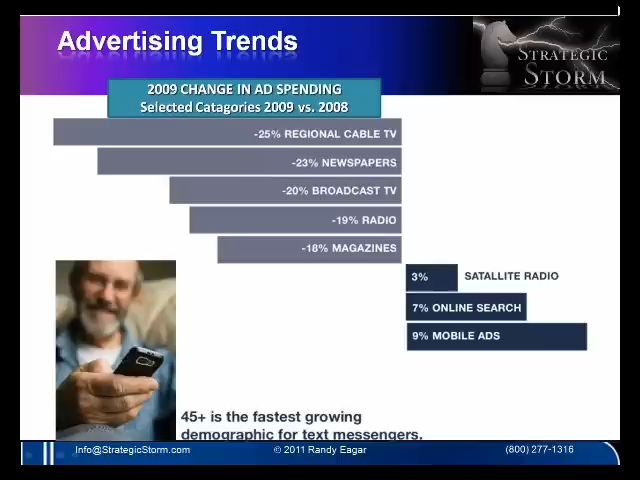 Advertising Trends
STRATEGIC
STORM
2009 CHANGE IN AD SPENDING
Selected Catagories 2009 vs. 2008
-25% REGIONAL CABLE TV
-23% NEWSPAPERS
-20% BROADCAST TV
-19% RADIO
-18% MAGAZINES
3% SATALLITE RADIO
7% ONLINE SEARCH
9% MOBILE ADS
45+ is the fastest growing
demographic for text messengers.
Info@StrategicStorm.com © 2011 Randy Eagar (800) 277-1316